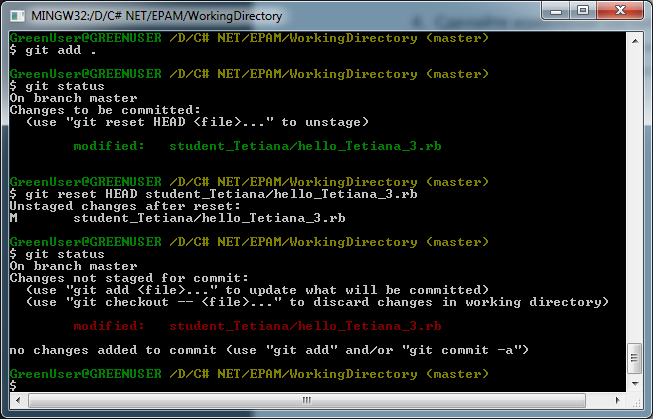 MINGW32:/D/C# NET/EPAM/WorkingDirectory
GreenUser@GREENUSER /D/C# NET/EPAM/WorkingDirectory (master)
$ git add .
GreenUser@GREENUSER /D/C# NET/EPAM/WorkingDirectory (master)
$ git status
On branch master
Changes to be committed:
  (use "git reset HEAD <file>..." to unstage)
        modified:   student_Tetiana/hello_Tetiana_3.rb
GreenUser@GREENUSER /D/C# NET/EPAM/WorkingDirectory (master)
$ git reset HEAD student_Tetiana/hello_Tetiana_3.rb
Unstaged changes after reset:
M       student_Tetiana/hello_Tetiana_3.rb
GreenUser@GREENUSER /D/C# NET/EPAM/WorkingDirectory (master)
$ git status
On branch master
Changes not staged for commit:
  (use "git add <file>..." to update what will be committed)
  (use "git checkout -- <file>..." to discard changes in working directory)
        modified:   student_Tetiana/hello_Tetiana_3.rb
no changes added to commit (use "git add" and/or "git commit -a")
GreenUser@GREENUSER /D/C# NET/EPAM/WorkingDirectory (master)
$